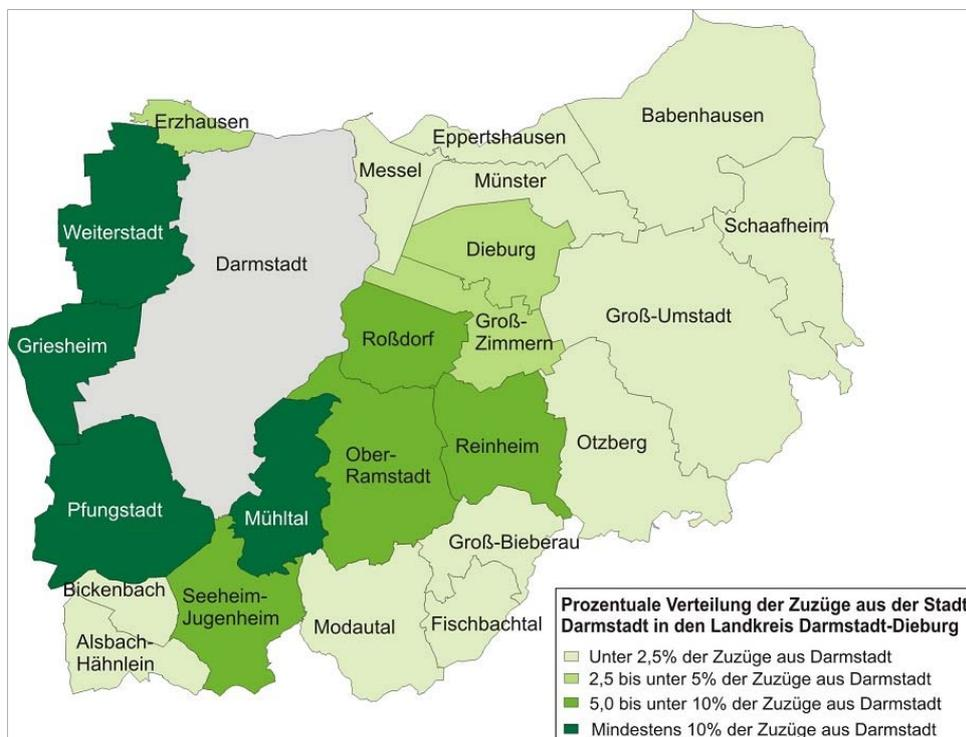 Erzhausen
Babenhausen
Eppertshausen
Messel
Münster
Weiterstadt
Schaafheim
Dieburg
Darmstadt
Griesheim
Roßdorf
Groß-
Zimmern
Groß-Umstadt
Ober-
Ramstadt
Reinheim
Otzberg
Pfungstadt
Mühltal
Groß-Bieberau
Bickenbach
Seeheim-
Jugenheim
Modautal
Fischbachtal
Alsbach-
Hähnlein
Prozentuale Verteilung der Zuzüge aus der Stadt
Darmstadt in den Landkreis Darmstadt-Dieburg
Unter 2,5% der Zuzüge aus Darmstadt
2,5 bis unter 5% der Zuzüge aus Darmstadt
5,0 bis unter 10% der Zuzüge aus Darmstadt
Mindestens 10% der Zuzüge aus Darmstadt